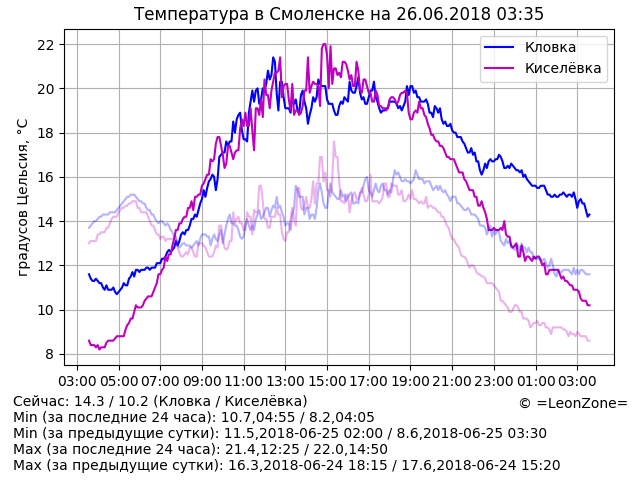 Температура в Смоленске на 26.06.2018 03:35
градусов Цельсия, °C
22
20
18
16
14
12
10
8
Кловка
Киселёвка
03:00 05:00 07:00 09:00 11:00 13:00 15:00 17:00 19:00 21:00 23:00 01:00 03:00
Сейчас: 14.3 / 10.2 (Кловка / Киселёвка)
© =LeonZone=
Min (за последние 24 часа): 10.7,04:55 / 8.2,04:05
Min (за предыдущие сутки): 11.5,2018-06-25 02:00 / 8.6,2018-06-25 03:30
Max (за последние 24 часа): 21.4,12:25 / 22.0,14:50
Max (за предыдущие сутки): 16.3,2018-06-24 18:15 / 17.6,2018-06-24 15:20